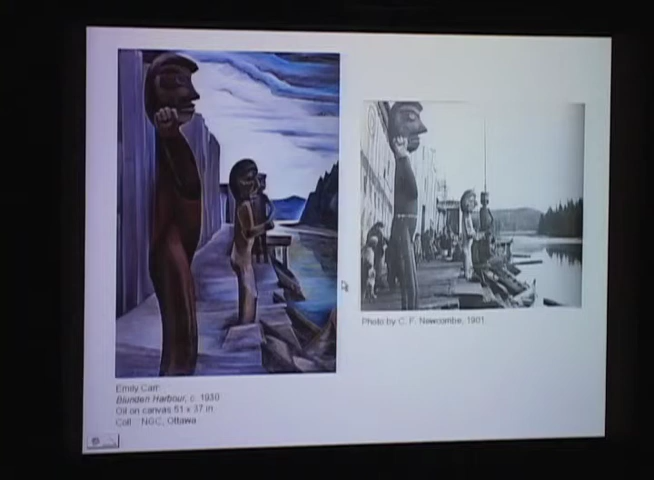 Emily Carr
Blunden Harbour, c. 1930
Oil on canvas 51 x 37 in
Coll. NGC, Ottawa
Photo by C. F. Newcombe, 1901